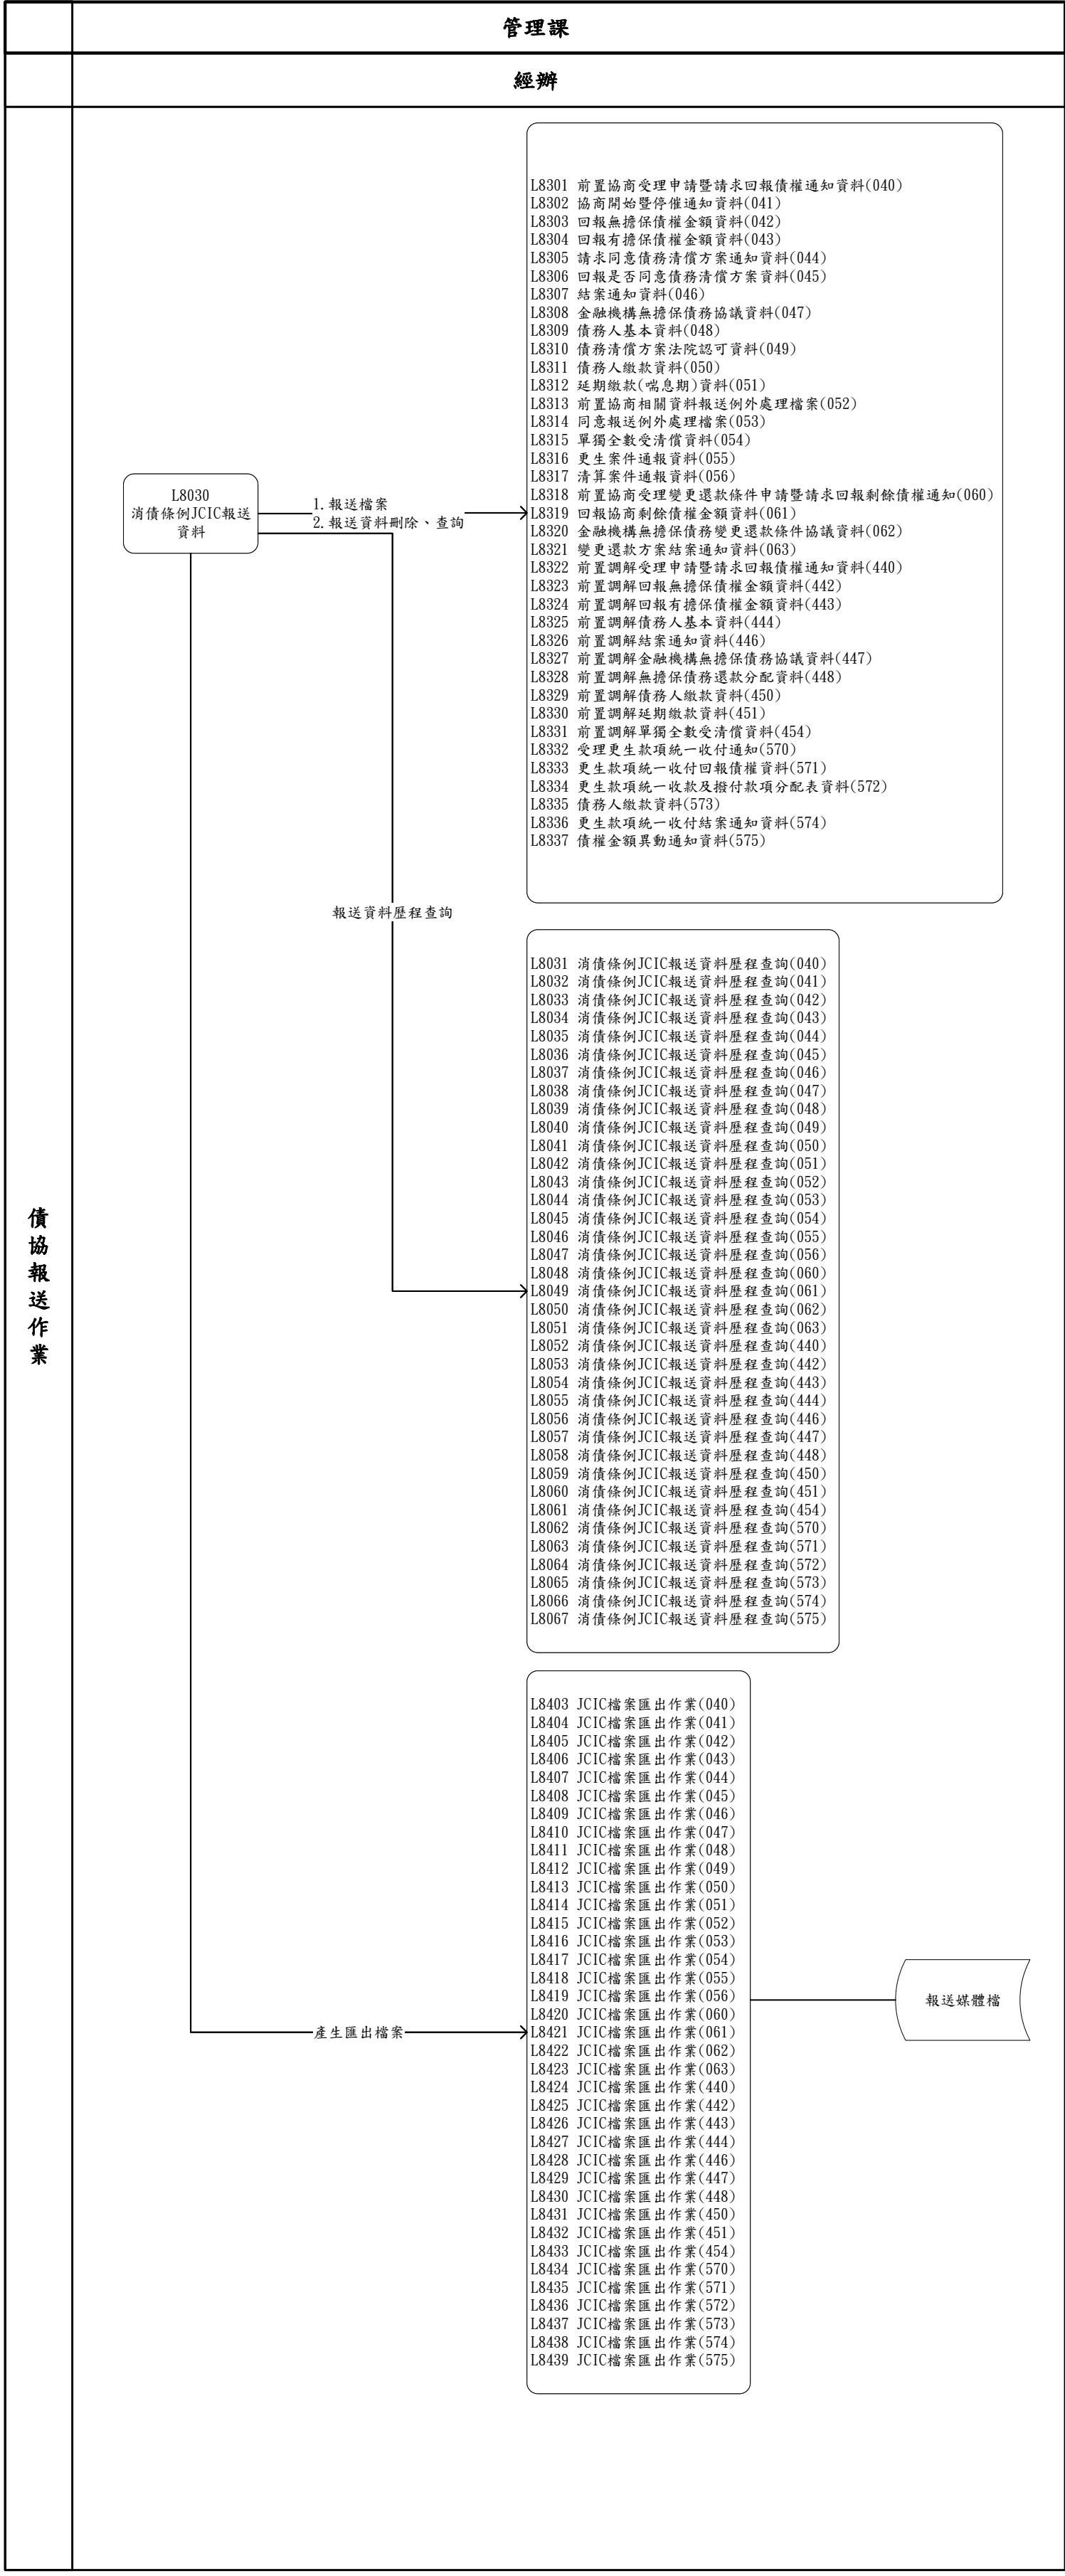 管理課
經辦
債協報送作業
L8030
消債條例JCIC報送
資料
1.報送檔案
2.報送資料刪除、查詢
L8301 前置協商受理申請暨請求回報債權通知資料(040)
L8302 協商開始暨停催通知資料(041)
L8303 回報無擔保債權金額資料(042)
L8304 回報有擔保債權金額資料(043)
L8305 請求同意債務清償方案通知資料(044)
L8306 回報是否同意債務清償方案資料(045)
L8307 結案通知資料(046)
L8308 金融機構無擔保債務協議資料(047)
L8309 債務人基本資料(048)
L8310 債務清償方案法院認可資料(049)
L8311 債務人繳款資料(050)
L8312 延期繳款(喘息期)資料(051)
L8313 前置協商相關資料報送例外處理檔案(052)
L8314 同意報送例外處理檔案(053)
L8315 單獨全數受清償資料(054)
L8316 更生案件通報資料(055)
L8317 清算案件通報資料(056)
L8318 前置協商受理變更還款條件申請暨請求回報剩餘債權通知(060)
L8319 回報協商剩餘債權金額資料(061)
L8320 金融機構無擔保債務變更還款條件協議資料(062)
L8321 變更還款方案結案通知資料(063)
L8322 前置調解受理申請暨請求回報債權通知資料(440)
L8323 前置調解回報無擔保債權金額資料(442)
L8324 前置調解回報有擔保債權金額資料(443)
L8325 前置調解債務人基本資料(444)
L8326 前置調解結案通知資料(446)
L8327 前置調解金融機構無擔保債務協議資料(447)
L8328 前置調解無擔保債務還款分配資料(448)
L8329 前置調解債務人繳款資料(450)
L8330 前置調解延期繳款資料(451)
L8331 前置調解單獨全數受清償資料(454)
L8332 受理更生款項統一收付通知(570)
L8333 更生款項統一收付回報債權資料(571)
L8334 更生款項統一收款及撥付款項分配表資料(572)
L8335 債務人繳款資料(573)
L8336 更生款項統一收付結案通知資料(574)
L8337 債權金額異動通知資料(575)
報送資料歷程查詢
L8031 消債條例JCIC報送資料歷程查詢(040)
L8032 消債條例JCIC報送資料歷程查詢(041)
L8033 消債條例JCIC報送資料歷程查詢(042)
L8034 消債條例JCIC報送資料歷程查詢(043)
L8035 消債條例JCIC報送資料歷程查詢(044)
L8036 消債條例JCIC報送資料歷程查詢(045)
L8037 消債條例JCIC報送資料歷程查詢(046)
L8038 消債條例JCIC報送資料歷程查詢(047)
L8039 消債條例JCIC報送資料歷程查詢(048)
L8040 消債條例JCIC報送資料歷程查詢(049)
L8041 消債條例JCIC報送資料歷程查詢(050)
L8042 消債條例JCIC報送資料歷程查詢(051)
L8043 消債條例JCIC報送資料歷程查詢(052)
L8044 消債條例JCIC報送資料歷程查詢(053)
L8045 消債條例JCIC報送資料歷程查詢(054)
L8046 消債條例JCIC報送資料歷程查詢(055)
L8047 消債條例JCIC報送資料歷程查詢(056)
L8048 消債條例JCIC報送資料歷程查詢(060)
L8049 消債條例JCIC報送資料歷程查詢(061)
L8050 消債條例JCIC報送資料歷程查詢(062)
L8051 消債條例JCIC報送資料歷程查詢(063)
L8052 消債條例JCIC報送資料歷程查詢(440)
L8053 消債條例JCIC報送資料歷程查詢(442)
L8054 消債條例JCIC報送資料歷程查詢(443)
L8055 消債條例JCIC報送資料歷程查詢(444)
L8056 消債條例JCIC報送資料歷程查詢(446)
L8057 消債條例JCIC報送資料歷程查詢(447)
L8058 消債條例JCIC報送資料歷程查詢(448)
L8059 消債條例JCIC報送資料歷程查詢(450)
L8060 消債條例JCIC報送資料歷程查詢(451)
L8061 消債條例JCIC報送資料歷程查詢(454)
L8062 消債條例JCIC報送資料歷程查詢(570)
L8063 消債條例JCIC報送資料歷程查詢(571)
L8064 消債條例JCIC報送資料歷程查詢(572)
L8065 消債條例JCIC報送資料歷程查詢(573)
L8066 消債條例JCIC報送資料歷程查詢(574)
L8067 消債條例JCIC報送資料歷程查詢(575)
產生匯出檔案
L8403 JCIC檔案匯出作業(040)
L8404 JCIC檔案匯出作業(041)
L8405 JCIC檔案匯出作業(042)
L8406 JCIC檔案匯出作業(043)
L8407 JCIC檔案匯出作業(044)
L8408 JCIC檔案匯出作業(045)
L8409 JCIC檔案匯出作業(046)
L8410 JCIC檔案匯出作業(047)
L8411 JCIC檔案匯出作業(048)
L8412 JCIC檔案匯出作業(049)
L8413 JCIC檔案匯出作業(050)
L8414 JCIC檔案匯出作業(051)
L8415 JCIC檔案匯出作業(052)
L8416 JCIC檔案匯出作業(053)
L8417 JCIC檔案匯出作業(054)
L8418 JCIC檔案匯出作業(055)
L8419 JCIC檔案匯出作業(056)
L8420 JCIC檔案匯出作業(060)
L8421 JCIC檔案匯出作業(061)
L8422 JCIC檔案匯出作業(062)
L8423 JCIC檔案匯出作業(063)
L8424 JCIC檔案匯出作業(440)
L8425 JCIC檔案匯出作業(442)
L8426 JCIC檔案匯出作業(443)
L8427 JCIC檔案匯出作業(444)
L8428 JCIC檔案匯出作業(446)
L8429 JCIC檔案匯出作業(447)
L8430 JCIC檔案匯出作業(448)
L8431 JCIC檔案匯出作業(450)
L8432 JCIC檔案匯出作業(451)
L8433 JCIC檔案匯出作業(454)
L8434 JCIC檔案匯出作業(570)
L8435 JCIC檔案匯出作業(571)
L8436 JCIC檔案匯出作業(572)
L8437 JCIC檔案匯出作業(573)
L8438 JCIC檔案匯出作業(574)
L8439 JCIC檔案匯出作業(575)
報送媒體檔